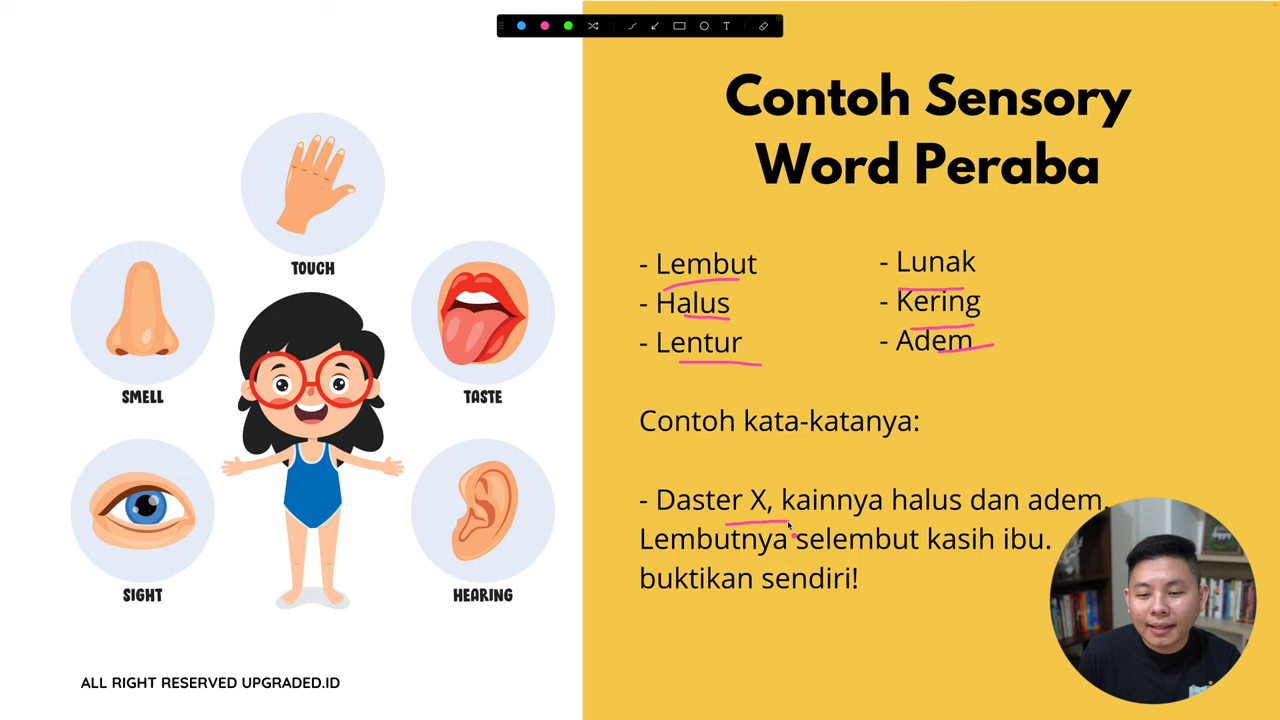 Contoh Sensory
Word Peraba
TOUCH
SMELL
TASTE
SIGHT
HEARING
- Lembut
- Halus
- Lentur
- Lunak
- Kering
- Adem
Contoh kata-katanya:
- Daster X, kainnya halus dan adem.
Lembutnya selembut kasih ibu.
buktikan sendiri!
ALL RIGHT RESERVED UPGRADED.ID
T